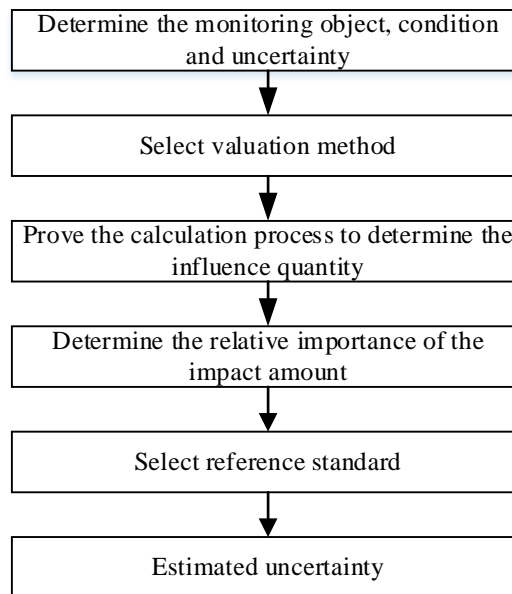 Determine the monitoring object, condition
and uncertainty
Select valuation method
Prove the calculation process to determine the
influence quantity
Determine the relative importance of the
impact amount
Select reference standard
Estimated uncertainty